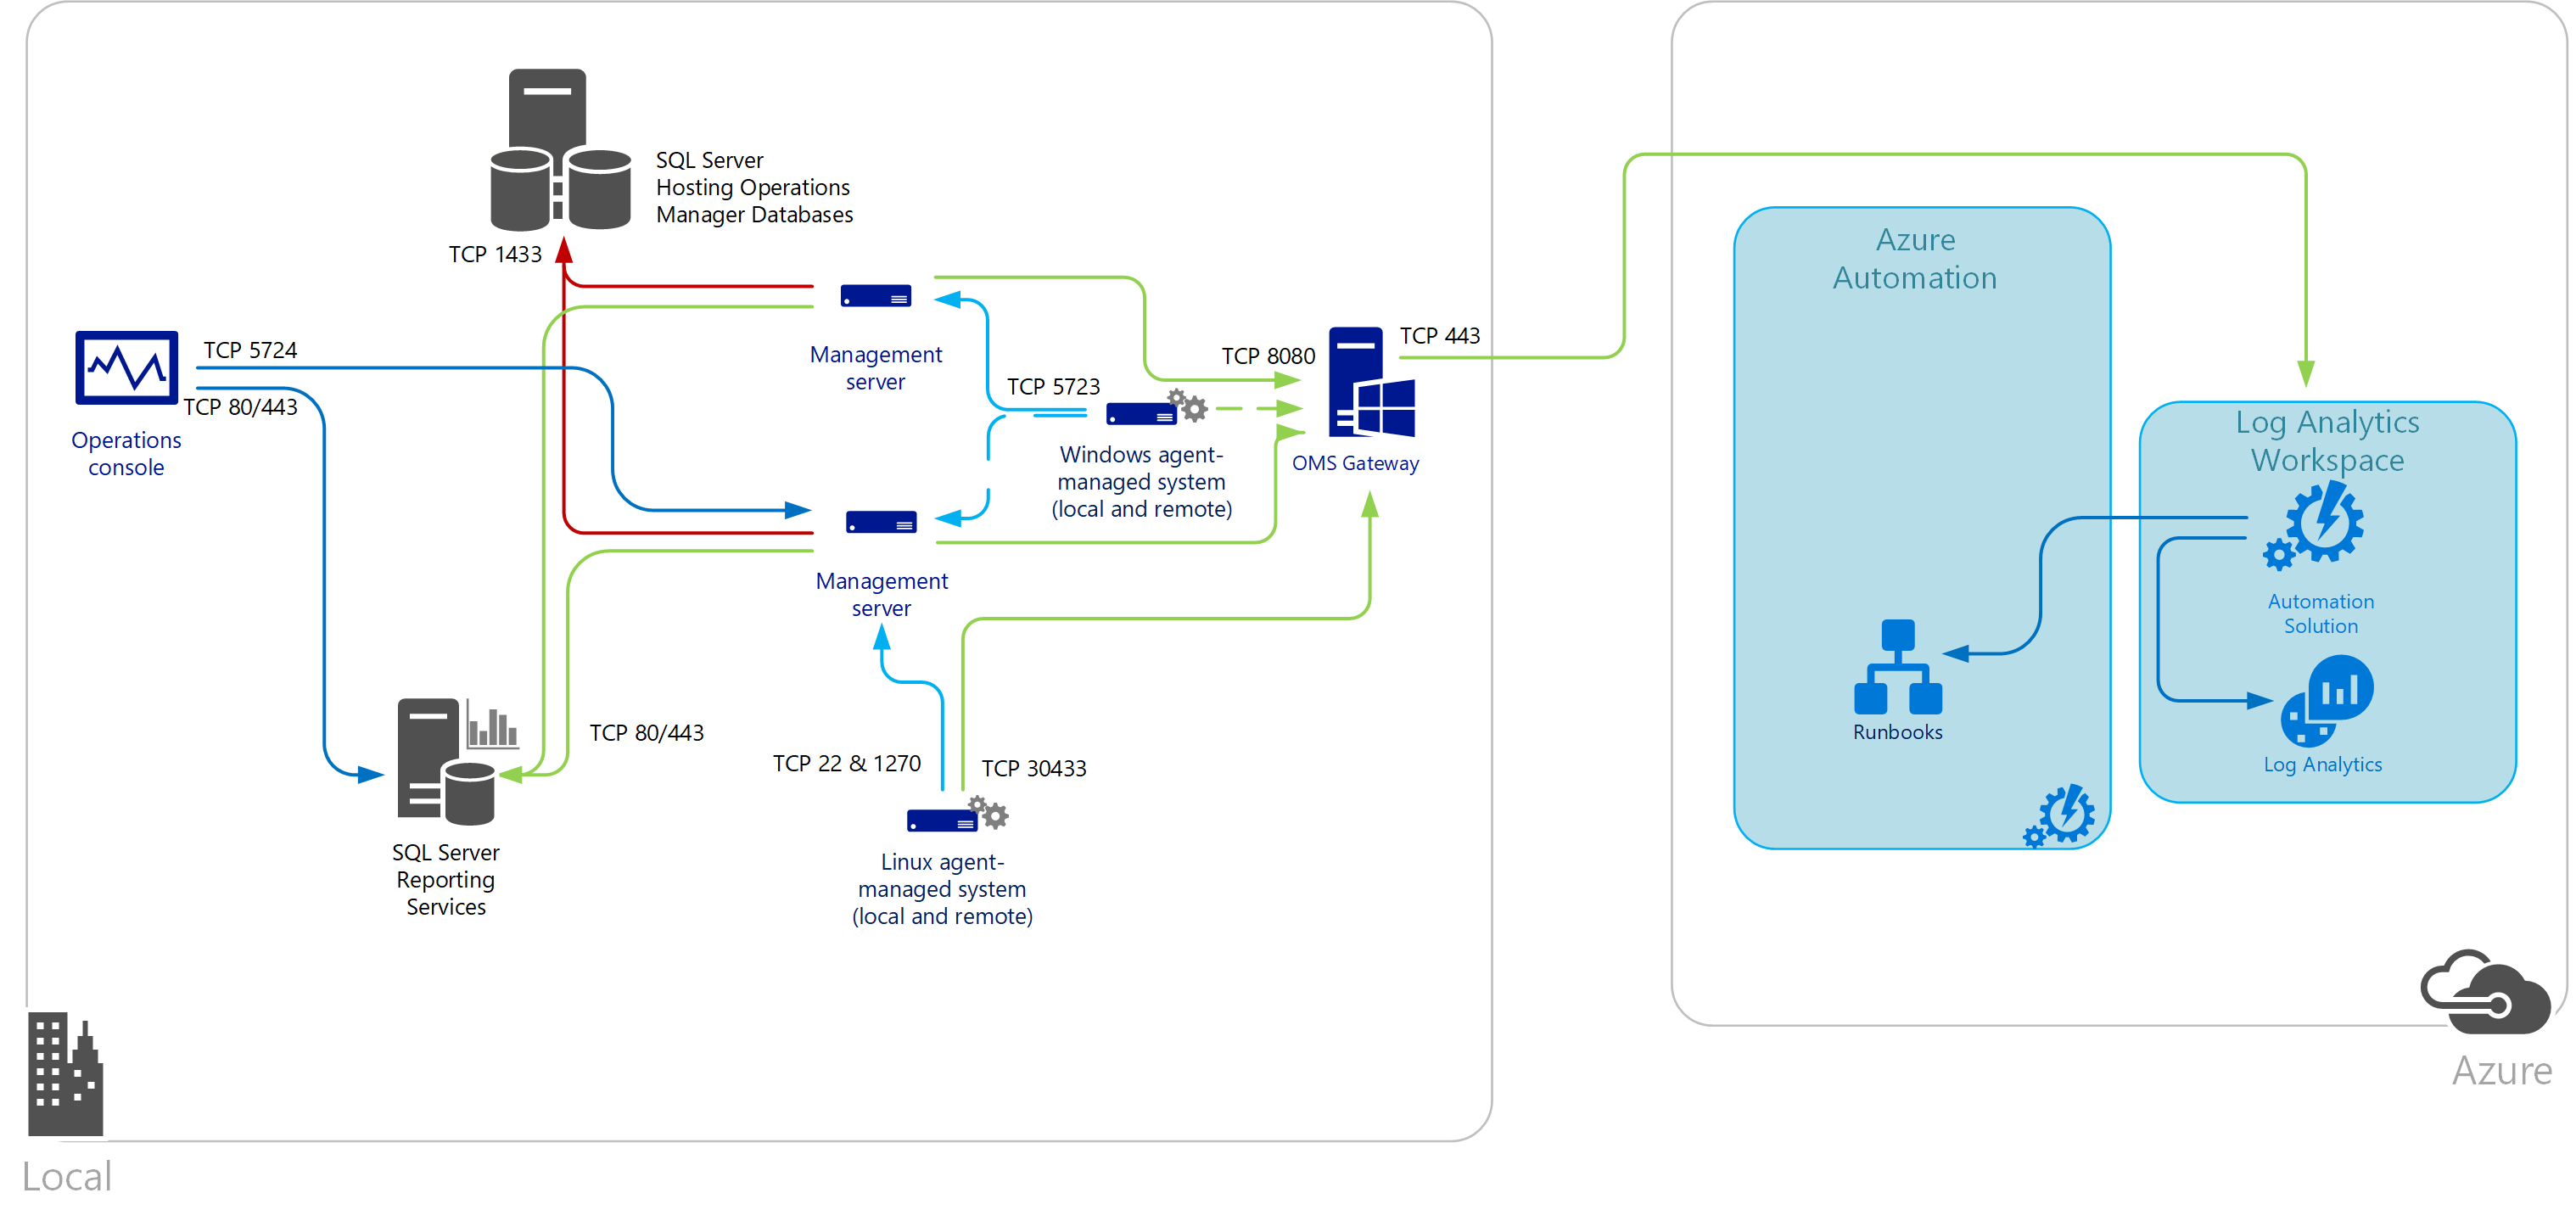 SQL Server
Hosting Operations
Manager Databases
TCP 1433
TCP 5724
TCP 80/443
Operations
console
Management
server
TCP 5723
TCP 8080
TCP 443
Windows agent-
managed system
(local and remote)
OMS Gateway
Management
server
TCP 80/443
TCP 22 & 1270
TCP 30433
SQL Server
Reporting
Services
Linux agent-
managed system
(local and remote)
Local
Azure
Automation
Runbooks
Log Analytics
Workspace
Automation
Solution
Log Analytics
Azure